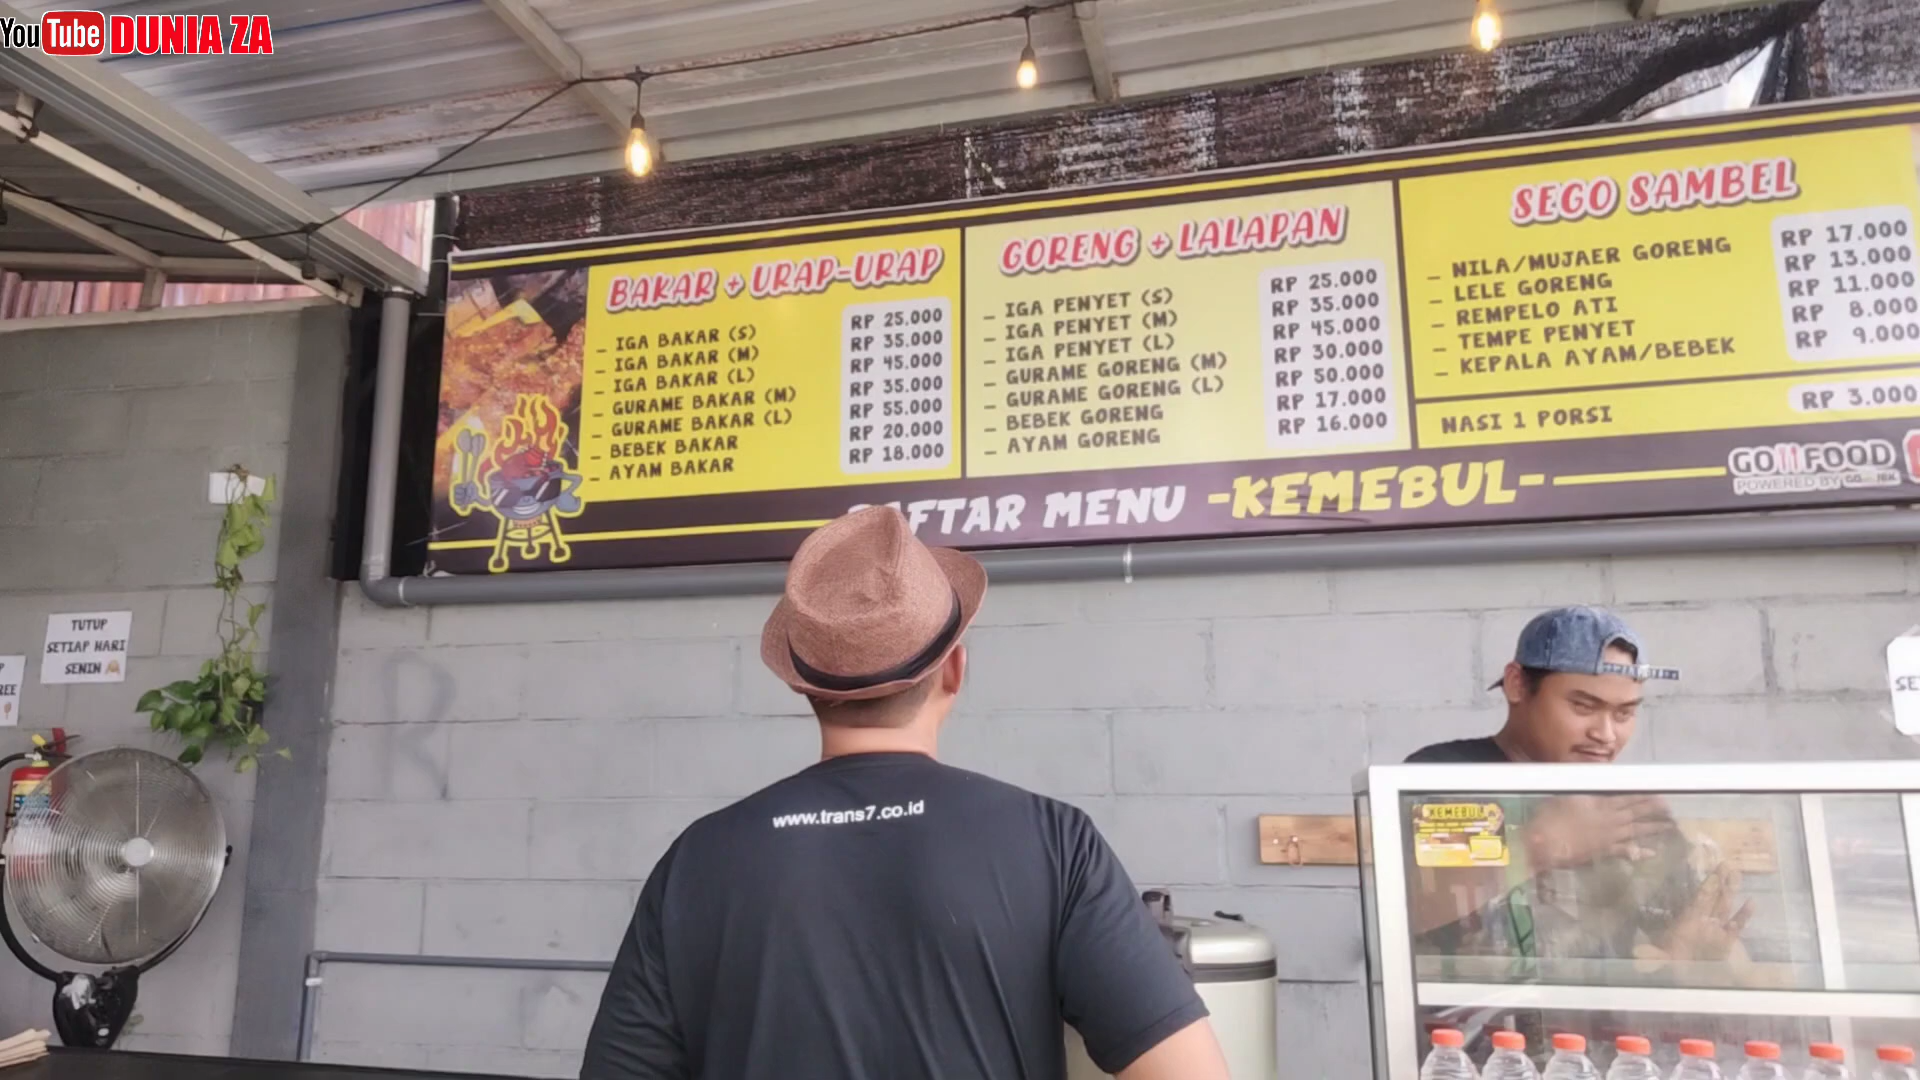 YouTube DUNIA ZA
BAKAR + URAP-URAP
- IGA BAKAR (S) RP 25.000
- IGA BAKAR (M) RP 35.000
- IGA BAKAR (L) RP 45.000
- GURAME BAKAR (M) RP 35.000
- GURAME BAKAR (L) RP 55.000
- BEBEK BAKAR RP 20.000
- AYAM BAKAR RP 18.000
GORENG + LALAPAN
- IGA PENYET (S) RP 25.000
- IGA PENYET (M) RP 35.000
- IGA PENYET (L) RP 45.000
- GURAME GORENG (M) RP 30.000
- GURAME GORENG (L) RP 50.000
- BEBEK GORENG RP 17.000
- AYAM GORENG RP 16.000
SEGO SAMBEL
- NILA/MUJAER GORENG RP 17.000
- LELE GORENG RP 13.000
- REMPELO ATI RP 11.000
- TEMPE PENYET RP 8.000
- KEPALA AYAM/BEBEK RP 9.000
NASI 1 PORSI RP 3.000
MENU -KEMEBUL-
GOFOOD
POWERED BY GOJEK
TUTUP
SETIAP HARI
SENIN
www.trans7.co.id
KEMEBUL